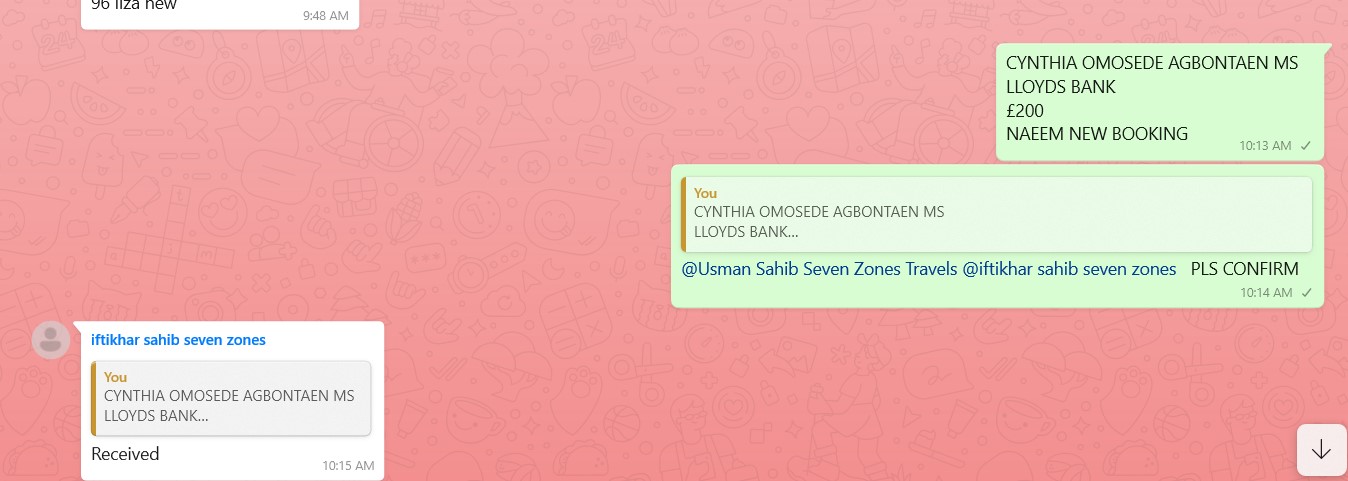 96 liza new
9:48 AM
CYNTHIA OMOSEDE AGBONTAEN MS
LLOYDS BANK
£200
NAEEM NEW BOOKING
10:13 AM
You
CYNTHIA OMOSEDE AGBONTAEN MS
LLOYDS BANK...
@Usman Sahib Seven Zones Travels @iftikhar sahib seven zones PLS CONFIRM
10:14 AM
iftikhar sahib seven zones
You
CYNTHIA OMOSEDE AGBONTAEN MS
LLOYDS BANK...
Received
10:15 AM